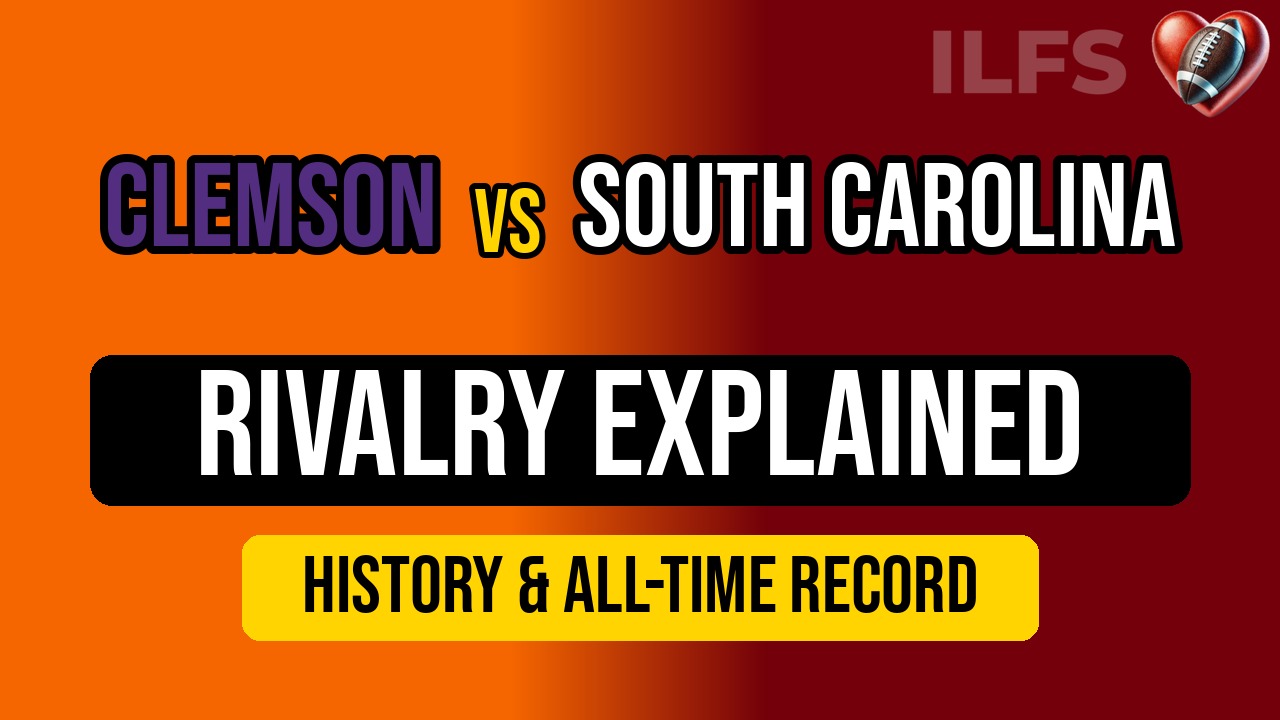 ILFS
CLEMSON VS SOUTH CAROLINA
RIVALRY EXPLAINED
HISTORY & ALL-TIME RECORD